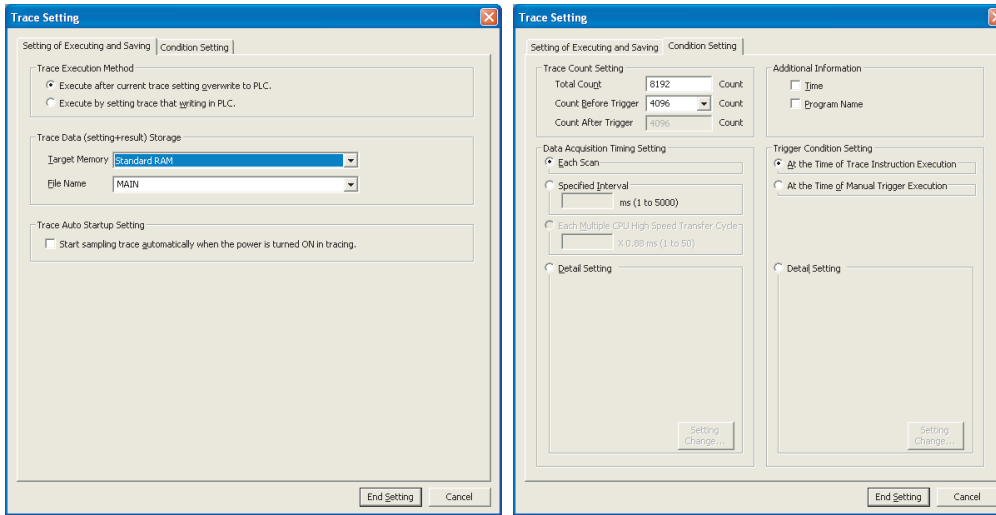 Trace Setting
Setting of Executing and Saving
Condition Setting
Trace Execution Method
Execute after current trace setting overwrite to PLC.
Execute by setting trace that writing in PLC.
Trace Data (setting+result) Storage
Target Memory Standard RAM
File Name MAIN
Trace Auto Startup Setting
Start sampling trace automatically when the power is turned ON in tracing.
End Setting Cancel
Trace Setting
Setting of Executing and Saving
Condition Setting
Trace Count Setting
Total Count 8192 Count
Count Before Trigger 4096 Count
Count After Trigger 4096 Count
Additional Information
Time
Program Name
Data Acquisition Timing Setting
Each Scan
Specified Interval
ms (1 to 5000)
Each Multiple CPU High Speed Transfer Cycle
X 0.88 ms (1 to 50)
Detail Setting
Setting
Change...
Trigger Condition Setting
At the Time of Trace Instruction Execution
At the Time of Manual Trigger Execution
Detail Setting
Setting
Change...
End Setting Cancel